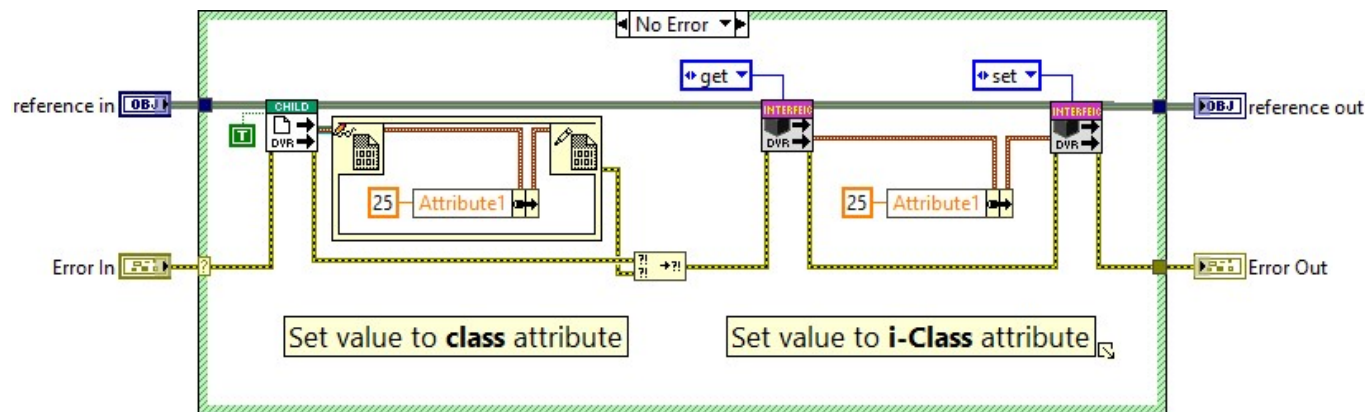 No Error
get
set
reference in
OBJ
CHILD
DVR
T
INTERFEIC
DVR
INTERFEIC
DVR
OBJ
reference out
25
Attribute1
25
Attribute1
Error In
?
?!
?!
→?!
Error Out
Set value to class attribute
Set value to i-Class attribute